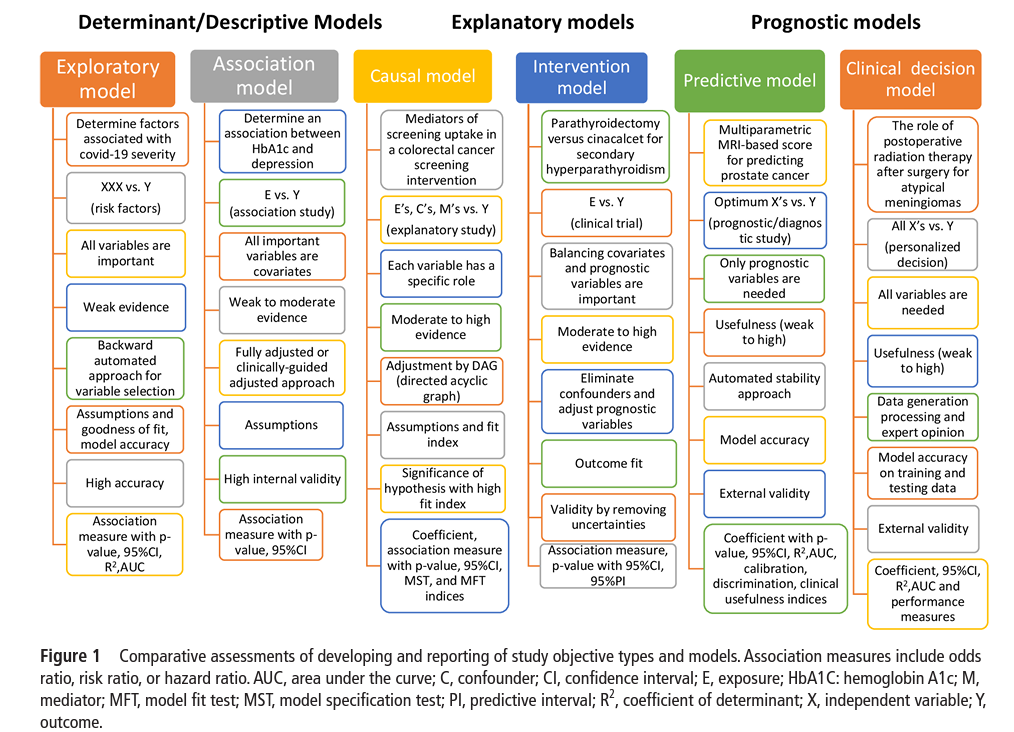 Determinant/Descriptive Models
Explanatory models
Prognostic models
Exploratory
model
Determine factors
associated with
covid-19 severity
XXX vs. Y
(risk factors)
All variables are
important
Weak evidence
Backward
automated
approach for
variable selection
Assumptions and
goodness of fit,
model accuracy
High accuracy
Association
measure with p-
value, 95%CI,
R²,AUC
Association
model
Determine an
association between
HbA1c and
depression
E vs. Y
(association study)
All important
variables are
covariates
Weak to moderate
evidence
Fully adjusted or
clinically-guided
adjusted approach
Assumptions
High internal validity
Association
measure with p-
value, 95%CI
Causal model
Mediators of
screening uptake in
a colorectal cancer
screening
intervention
E's, C's, M's vs. Y
(explanatory study)
Each variable has a
specific role
Moderate to high
evidence
Adjustment by DAG
(directed acyclic
graph)
Assumptions and fit
index
Significance of
hypothesis with high
fit index
Coefficient,
association measure
with p-value, 95%CI,
MST, and MFT
indices
Intervention
model
Parathyroidectomy
versus cinacalcet for
secondary
hyperparathyroidism
E vs. Y
(clinical trial)
Balancing covariates
and prognostic
variables are
important
Moderate to high
evidence
Eliminate
confounders and
adjust prognostic
variables
Outcome fit
Validity by removing
uncertainties
Association measure,
p-value with 95%CI,
95%PI
Predictive model
Multiparametric
MRI-based score
for predicting
prostate cancer
Optimum X's vs. Y
(prognostic/diagnos
tic study)
Only prognostic
variables are
needed
Usefulness (weak
to high)
Automated stability
approach
Model accuracy
External validity
Coefficient with p-
value, 95%CI, R²,AUC,
calibration,
discrimination, clinical
usefulness indices
Clinical decision
model
The role of
postoperative
radiation therapy
after surgery for
atypical
meningiomas
All X's vs. Y
(personalized
decision)
All variables are
needed
Usefulness (weak
to high)
Data generation
processing and
expert opinion
Model accuracy
on training and
testing data
External validity
Coefficient, 95%CI,
R²,AUC and
performance
measures
Figure 1 Comparative assessments of developing and reporting of study objective types and models. Association measures include odds
ratio, risk ratio, or hazard ratio. AUC, area under the curve; C, confounder; CI, confidence interval; E, exposure; HbA1C: hemoglobin A1c; M,
mediator; MFT, model fit test; MST, model specification test; PI, predictive interval; R², coefficient of determinant; X, independent variable; Y,
outcome.